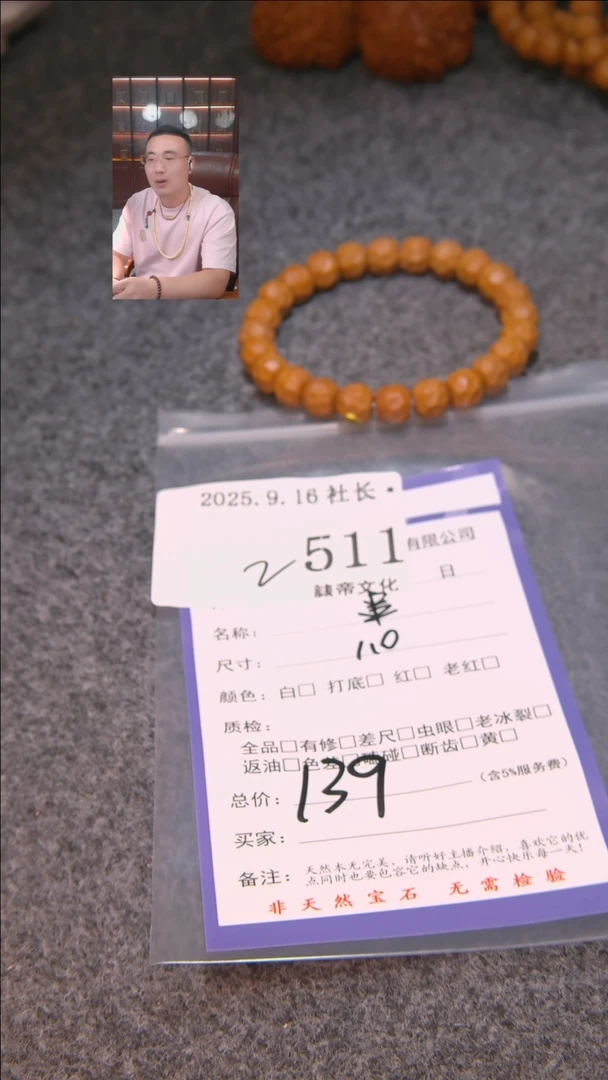 2025.9.16 社长·
2511
有限公司
帝文化
日
名称:
尺寸: 110
颜色: 白□ 打底□ 红□ 老红□
质检:
全品□有修□差尺□虫眼□老冰裂□
返油□色差□磕碰□断齿□黄□
总价: 139 (含5%服务费)
买家:
备注: 天然本无完美,请听好主播介绍,喜欢它的优
点同时也要包容它的缺点,开心快乐每一天!
非天然宝石 无需检验